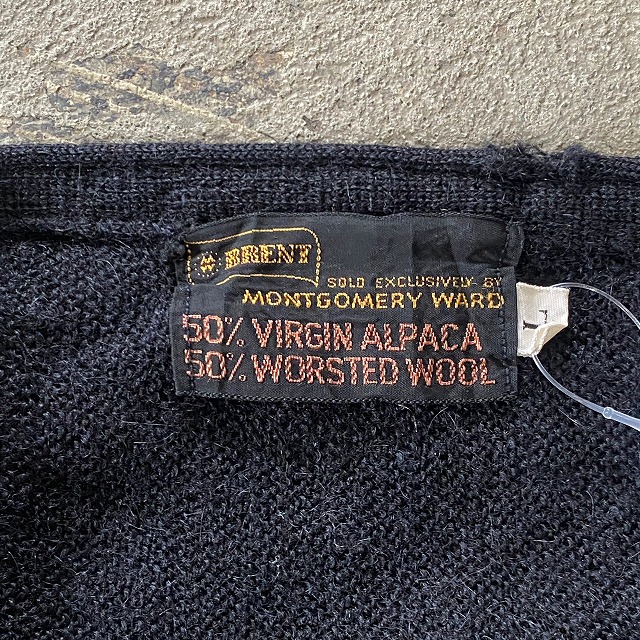 BRENT
SOLD EXCLUSIVELY BY
MONTGOMERY WARD
50% VIRGIN ALPACA
50% WORSTED WOOL
L